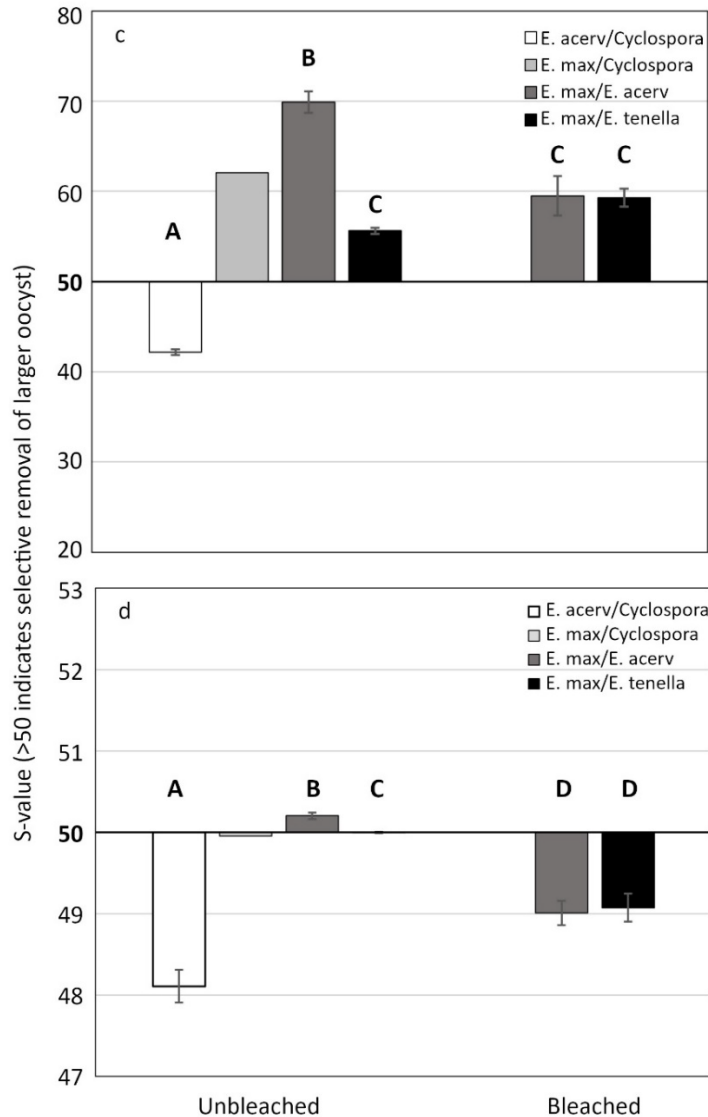 S-value (>50 indicates selective removal of larger oocyst)
c
80
70
60
50
40
30
20
E. acerv/Cyclospora
E. max/Cyclospora
E. max/E. acerv
E. max/E. tenella
A
B
C
C
C
d
53
52
51
50
49
48
47
E. acerv/Cyclospora
E. max/Cyclospora
E. max/E. acerv
E. max/E. tenella
A
B
C
D
D
Unbleached
Bleached